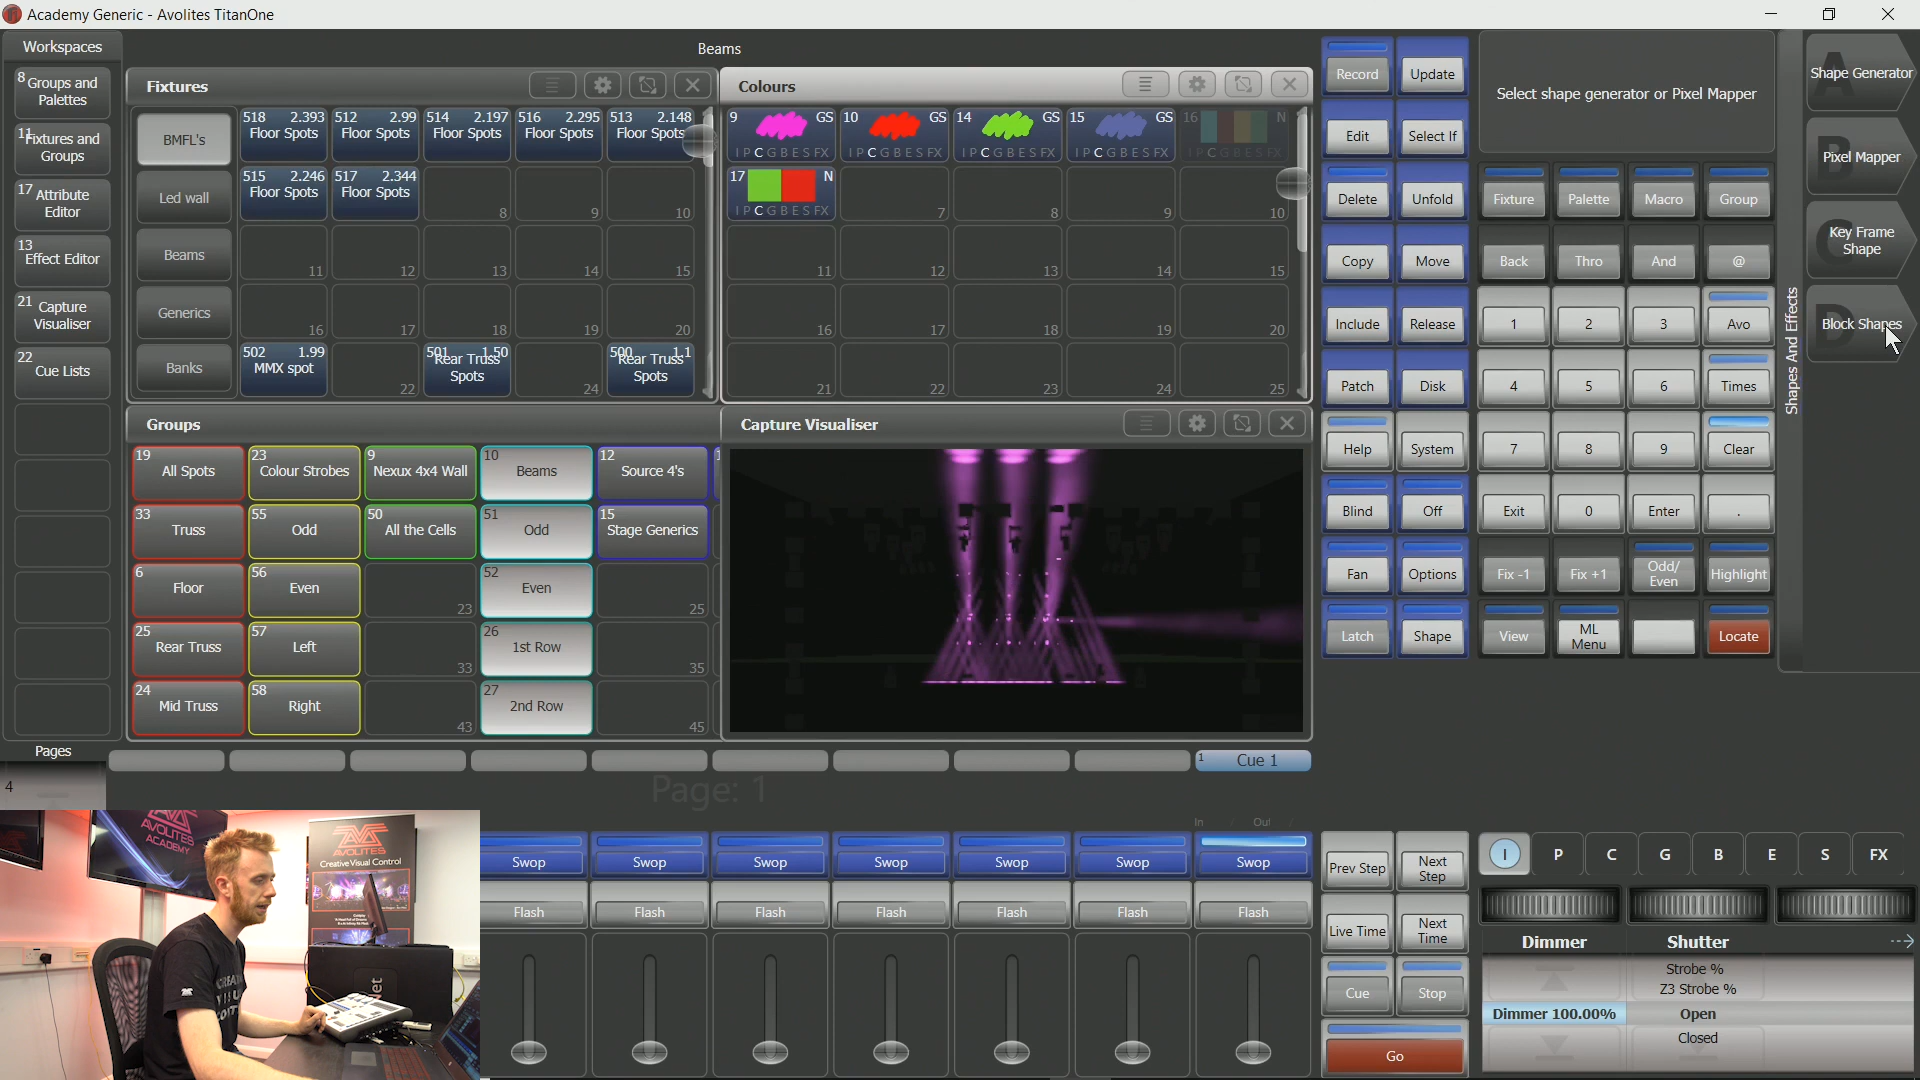 Academy Generic - Avolites TitanOne
Workspaces
8 Groups and Palettes
11 Fixtures and Groups
17 Attribute Editor
13 Effect Editor
21 Capture Visualiser
22 Cue Lists
Beams
Fixtures
BMFL's
Led wall
Beams
Generics
Banks
518 2.393 Floor Spots
512 2.99 Floor Spots
514 2.197 Floor Spots
516 2.295 Floor Spots
513 2.148 Floor Spots
515 2.246 Floor Spots
517 2.344 Floor Spots
8
9
10
11
12
13
14
15
16
17
18
19
20
502 1.99 MMX spot
22
501 1.50 Rear Truss Spots
24
500 1.1 Rear Truss Spots
Colours
9 GS
IPCGBESFX
10 GS
IPCGBESFX
14 GS
IPCGBESFX
15 GS
IPCGBESFX
16 N
IPCGBESFX
17 N
IPCGBESFX
7
8
9
10
11
12
13
14
15
16
17
18
19
20
21
22
23
24
25
Groups
19 All Spots
23 Colour Strobes
9 Nexux 4x4 Wall
10 Beams
12 Source 4's
33 Truss
55 Odd
50 All the Cells
51 Odd
15 Stage Generics
6 Floor
56 Even
23
52 Even
25
25 Rear Truss
57 Left
33
26 1st Row
35
24 Mid Truss
58 Right
43
27 2nd Row
45
Capture Visualiser
Record
Update
Edit
Select If
Delete
Unfold
Copy
Move
Include
Release
Patch
Disk
Help
System
Blind
Off
Fan
Options
Latch
Shape
Select shape generator or Pixel Mapper
Fixture
Palette
Macro
Group
Back
Thro
And
@
1
2
3
Avo
4
5
6
Times
7
8
9
Clear
Exit
0
Enter
.
Fix -1
Fix +1
Odd/
Even
Highlight
View
ML
Menu
Locate
Shapes And Effects
A
Shape Generator
B
Pixel Mapper
C
Key Frame
Shape
D
Block Shapes
Pages
4
1 Cue 1
Page: 1
In / Out /
Swop
Swop
Swop
Swop
Swop
Swop
Swop
Flash
Flash
Flash
Flash
Flash
Flash
Flash
Prev Step
Next
Step
Live Time
Next
Time
Cue
Stop
Go
I
P
C
G
B
E
S
FX
Dimmer
Shutter
Strobe %
Z3 Strobe %
Dimmer 100.00%
Open
Closed
AVOLITES
ACADEMY
Creative Visual Control